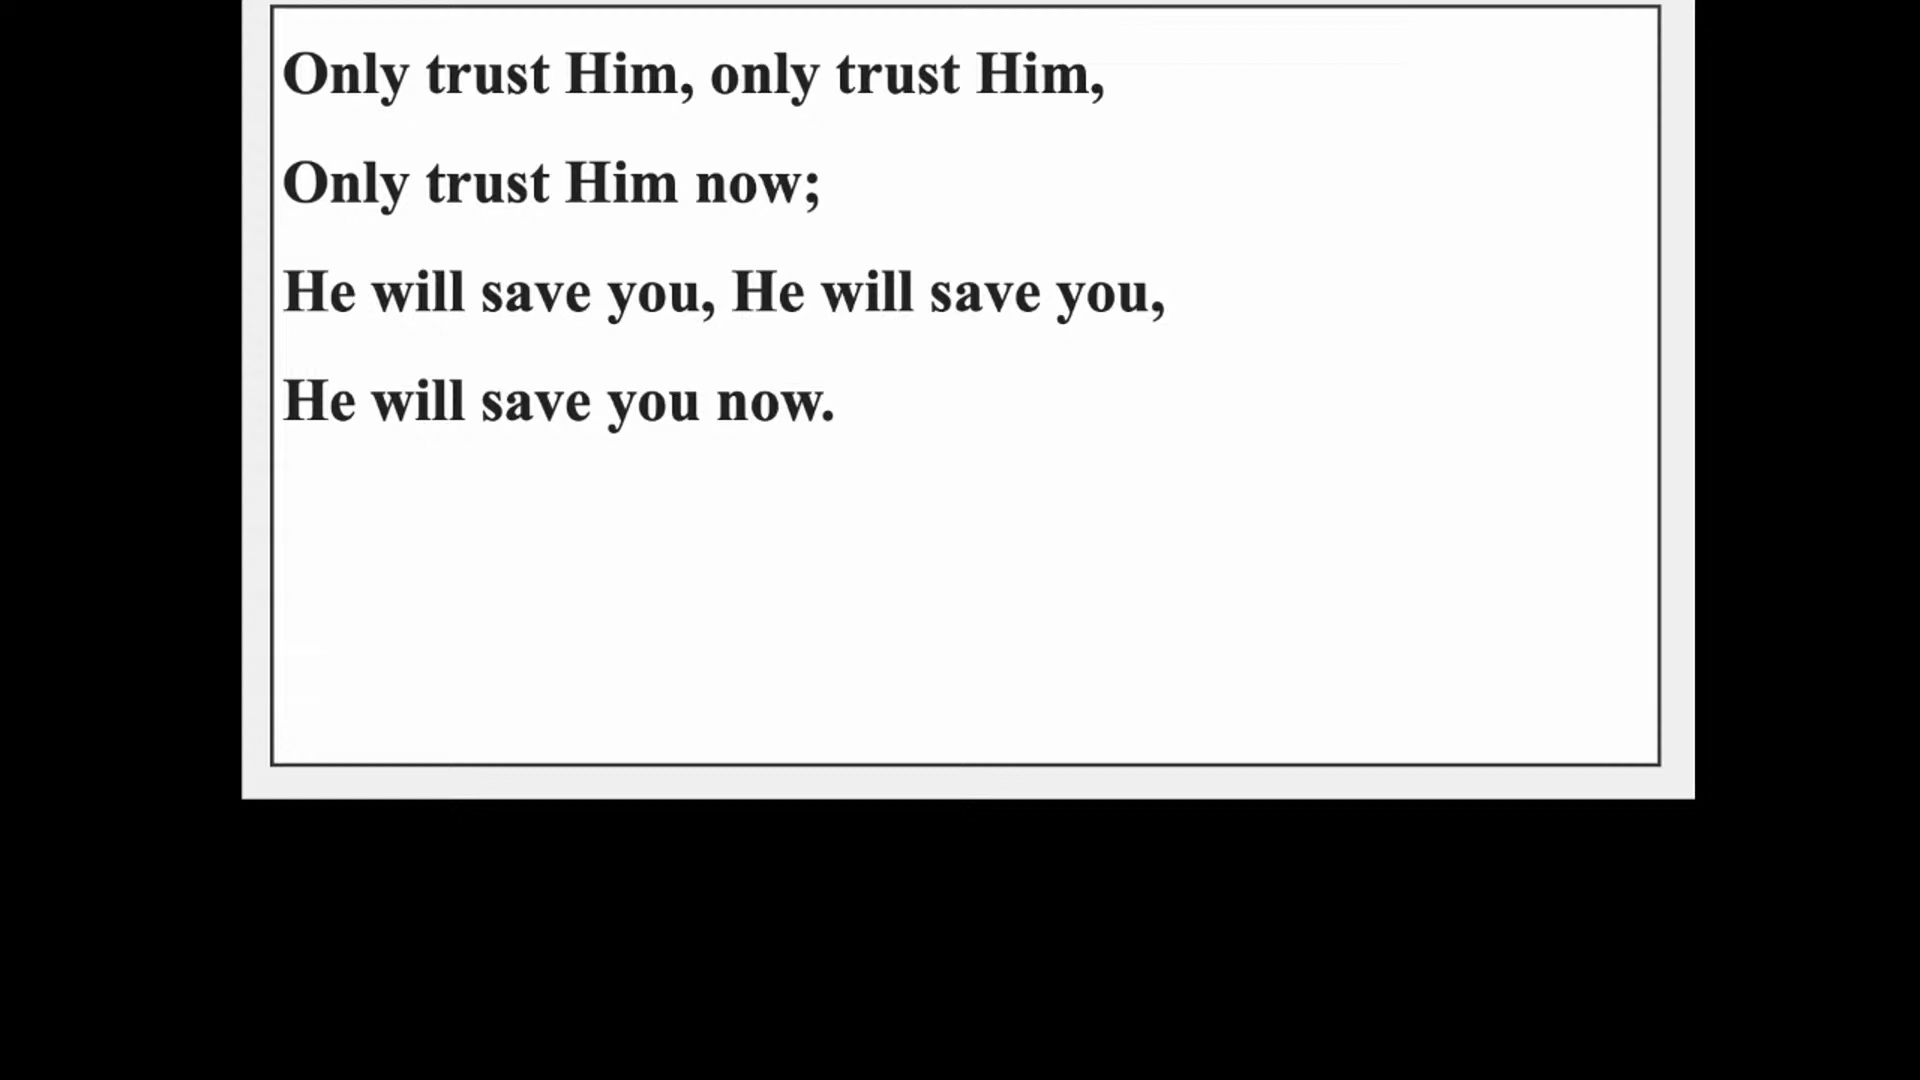 Only trust Him, only trust Him,
Only trust Him now;
He will save you, He will save you,
He will save you now.